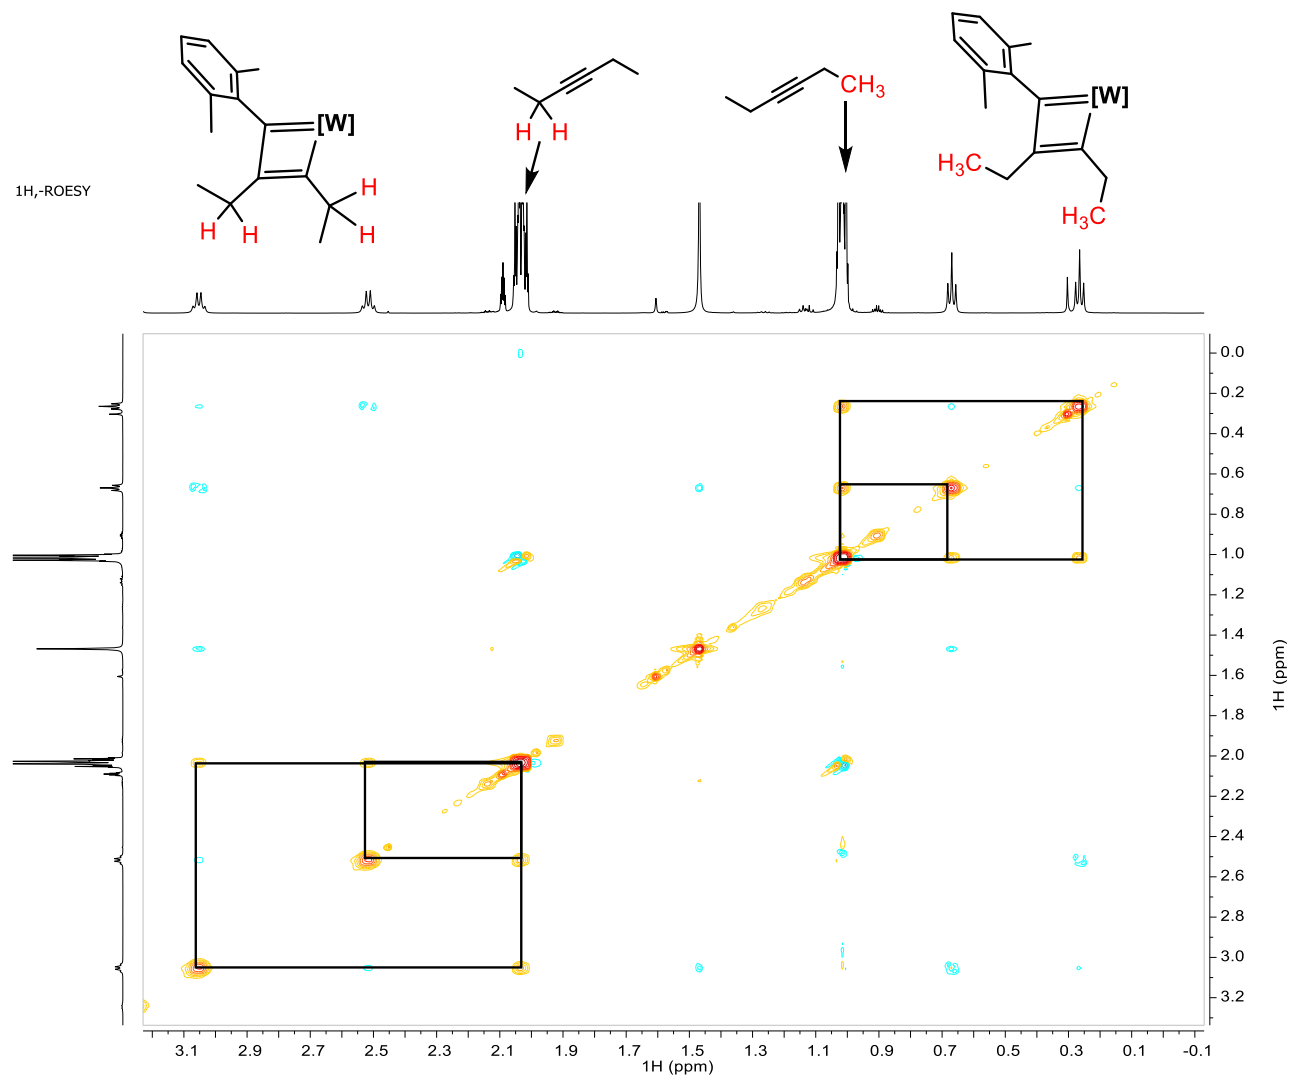 [W]
H
H
H
H
H H
CH3
[W]
H3C
H3C
1H,-ROESY
0.0
0.2
0.4
0.6
0.8
1.0
1.2
1.4
1.6
1.8
2.0
2.2
2.4
2.6
2.8
3.0
3.2
1H (ppm)
3.1 2.9 2.7 2.5 2.3 2.1 1.9 1.7 1.5 1.3 1.1 0.9 0.7 0.5 0.3 0.1 -0.1
1H (ppm)